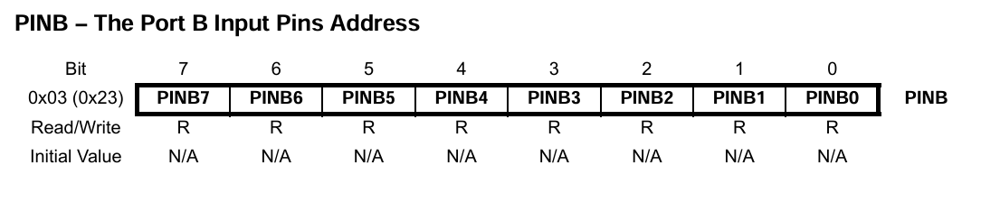 PINB – The Port B Input Pins Address
Bit 7 6 5 4 3 2 1 0
0x03 (0x23) PINB7 PINB6 PINB5 PINB4 PINB3 PINB2 PINB1 PINB0 PINB
Read/Write R R R R R R R R
Initial Value N/A N/A N/A N/A N/A N/A N/A N/A